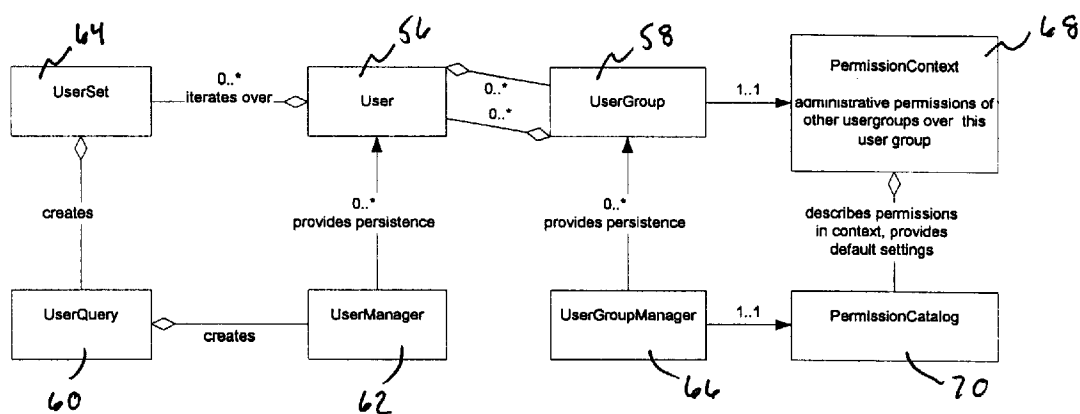 64
56
58
68
UserSet
0..*
iterates over
User
0..*
0..*
UserGroup
1..1
PermissionContext
administrative permissions of
other usergroups over this
user group
creates
0..*
provides persistence
0..*
provides persistence
describes permissions
in context, provides
default settings
UserQuery
creates
UserManager
UserGroupManager
1..1
PermissionCatalog
60
62
66
70